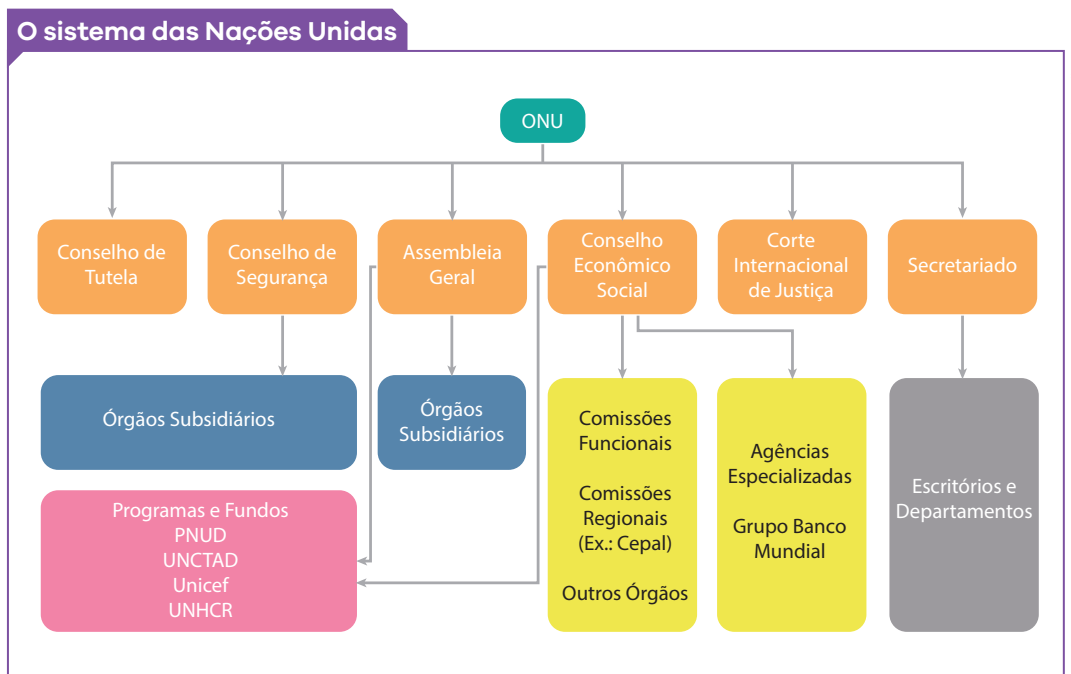 O sistema das Nações Unidas
ONU
Conselho de
Tutela
Conselho de
Segurança
Assembleia
Geral
Conselho
Econômico
Social
Corte
Internacional
de Justiça
Secretariado
Órgãos Subsidiários
Órgãos
Subsidiários
Programas e Fundos
PNUD
UNCTAD
Unicef
UNHCR
Comissões
Funcionais
Comissões
Regionais
(Ex.: Cepal)
Outros Órgãos
Agências
Especializadas
Grupo Banco
Mundial
Escritórios e
Departamentos